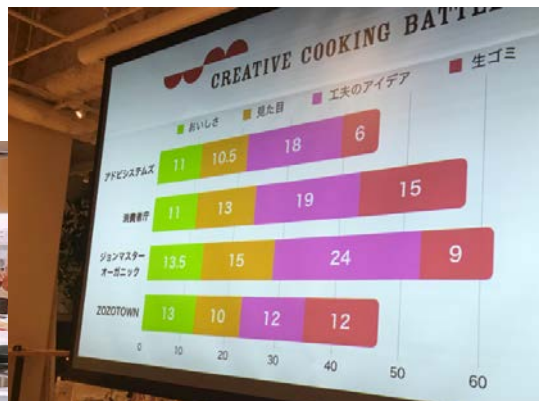 CREATIVE COOKING BATTLE
おいしさ 見た目 工夫のアイデア 生ゴミ
アドビシステムズ 11 10.5 18 6
消費者庁 11 13 19 15
ジョンマスター
オーガニック 13.5 15 24 9
ZOZOTOWN 13 10 12 12
0 10 20 30 40 50 60